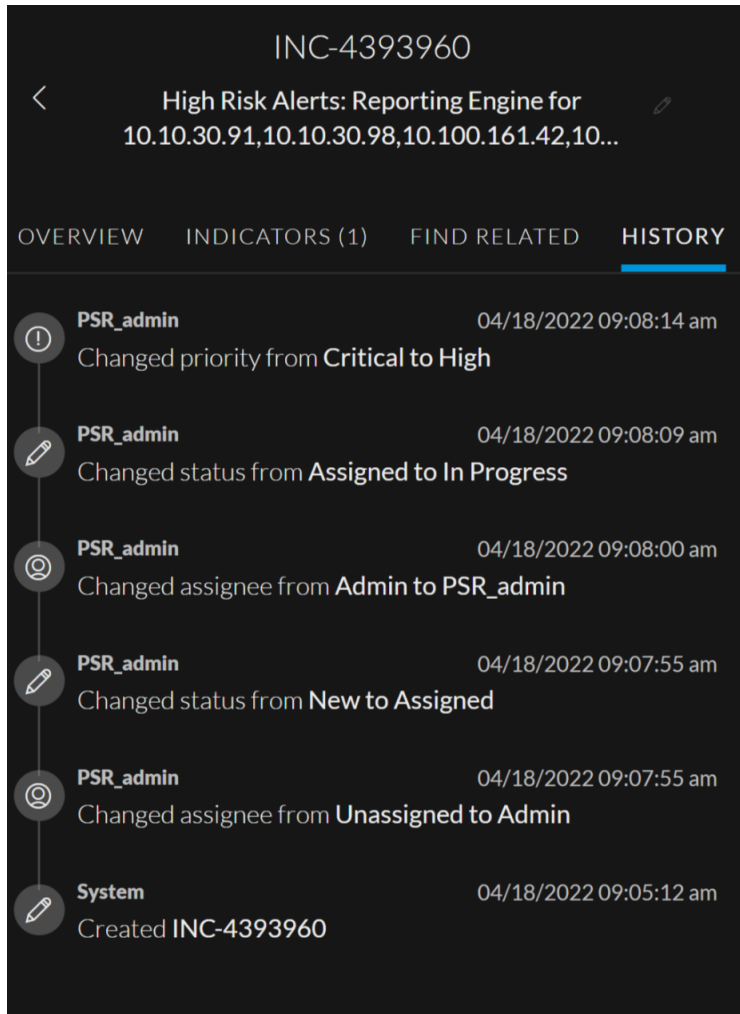 INC-4393960
High Risk Alerts: Reporting Engine for
10.10.30.91,10.10.30.98,10.100.161.42,10...
OVERVIEW INDICATORS (1) FIND RELATED HISTORY
PSR_admin 04/18/2022 09:08:14 am
Changed priority from Critical to High
PSR_admin 04/18/2022 09:08:09 am
Changed status from Assigned to In Progress
PSR_admin 04/18/2022 09:08:00 am
Changed assignee from Admin to PSR_admin
PSR_admin 04/18/2022 09:07:55 am
Changed status from New to Assigned
PSR_admin 04/18/2022 09:07:55 am
Changed assignee from Unassigned to Admin
System 04/18/2022 09:05:12 am
Created INC-4393960